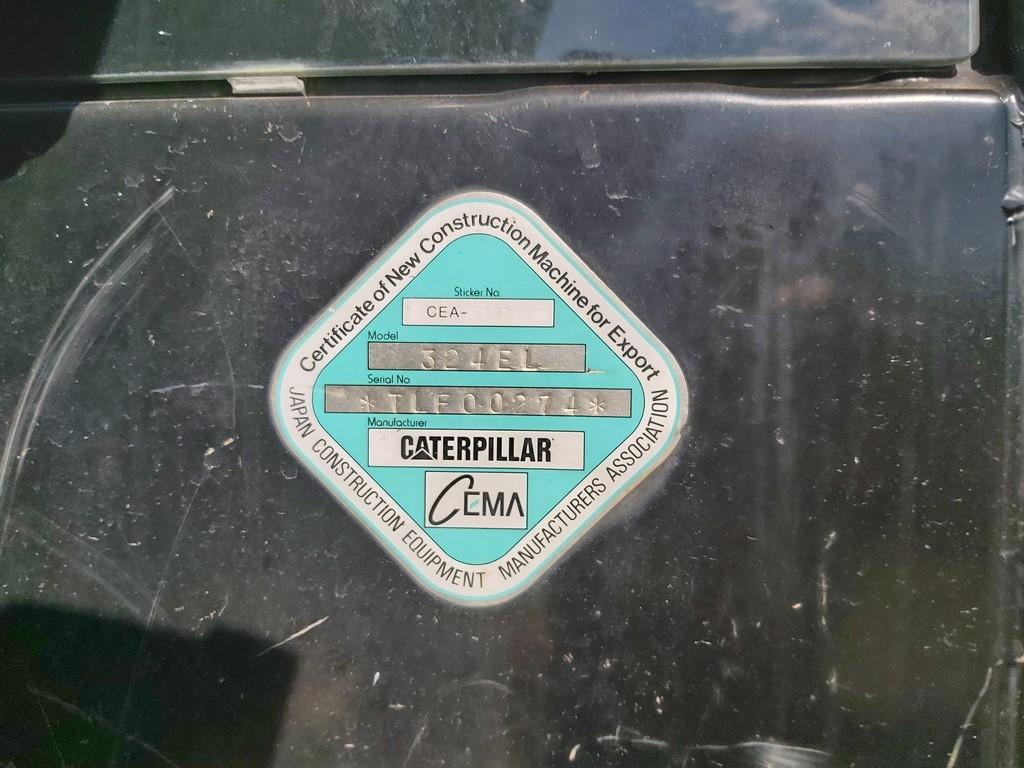 Certificate of New Construction Machine for Export
Sticker No.
CEA-
Model
324EL
Serial No.
*TLF00274*
Manufacturer
CATERPILLAR
CEMA
JAPAN CONSTRUCTION EQUIPMENT MANUFACTURERS ASSOCIATION